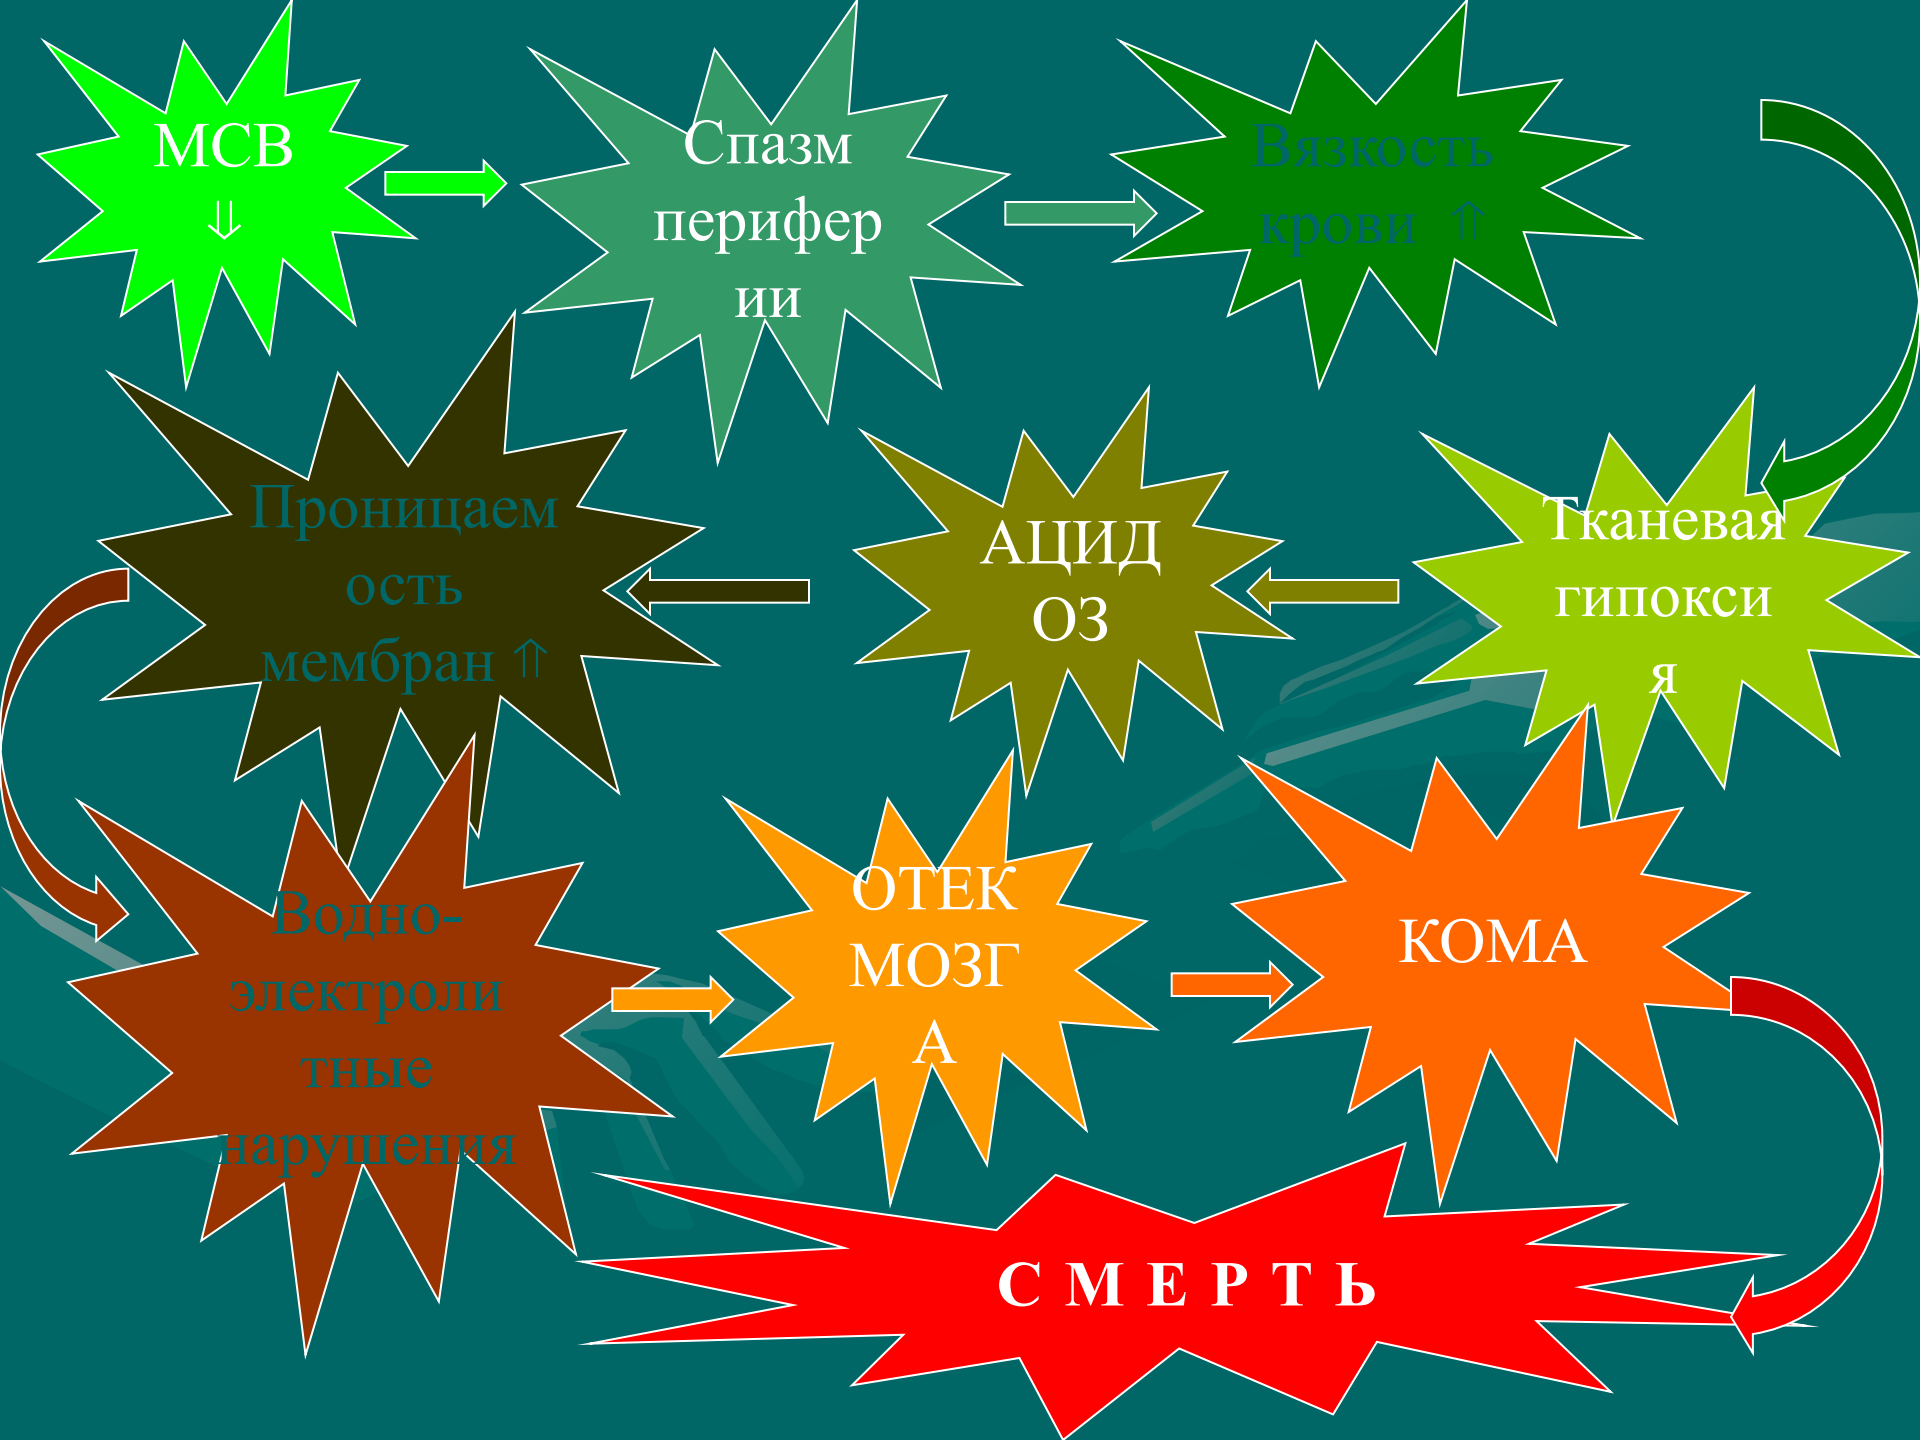 МСВ
⇓
Спазм
перифер
ии
Вязкость
крови ⇑
Тканевая
гипокси
я
АЦИД
ОЗ
Проницаем
ость
мембран ⇑
Водно-
электроли
тные
нарушения
ОТЕК
МОЗГ
А
КОМА
С М Е Р Т Ь